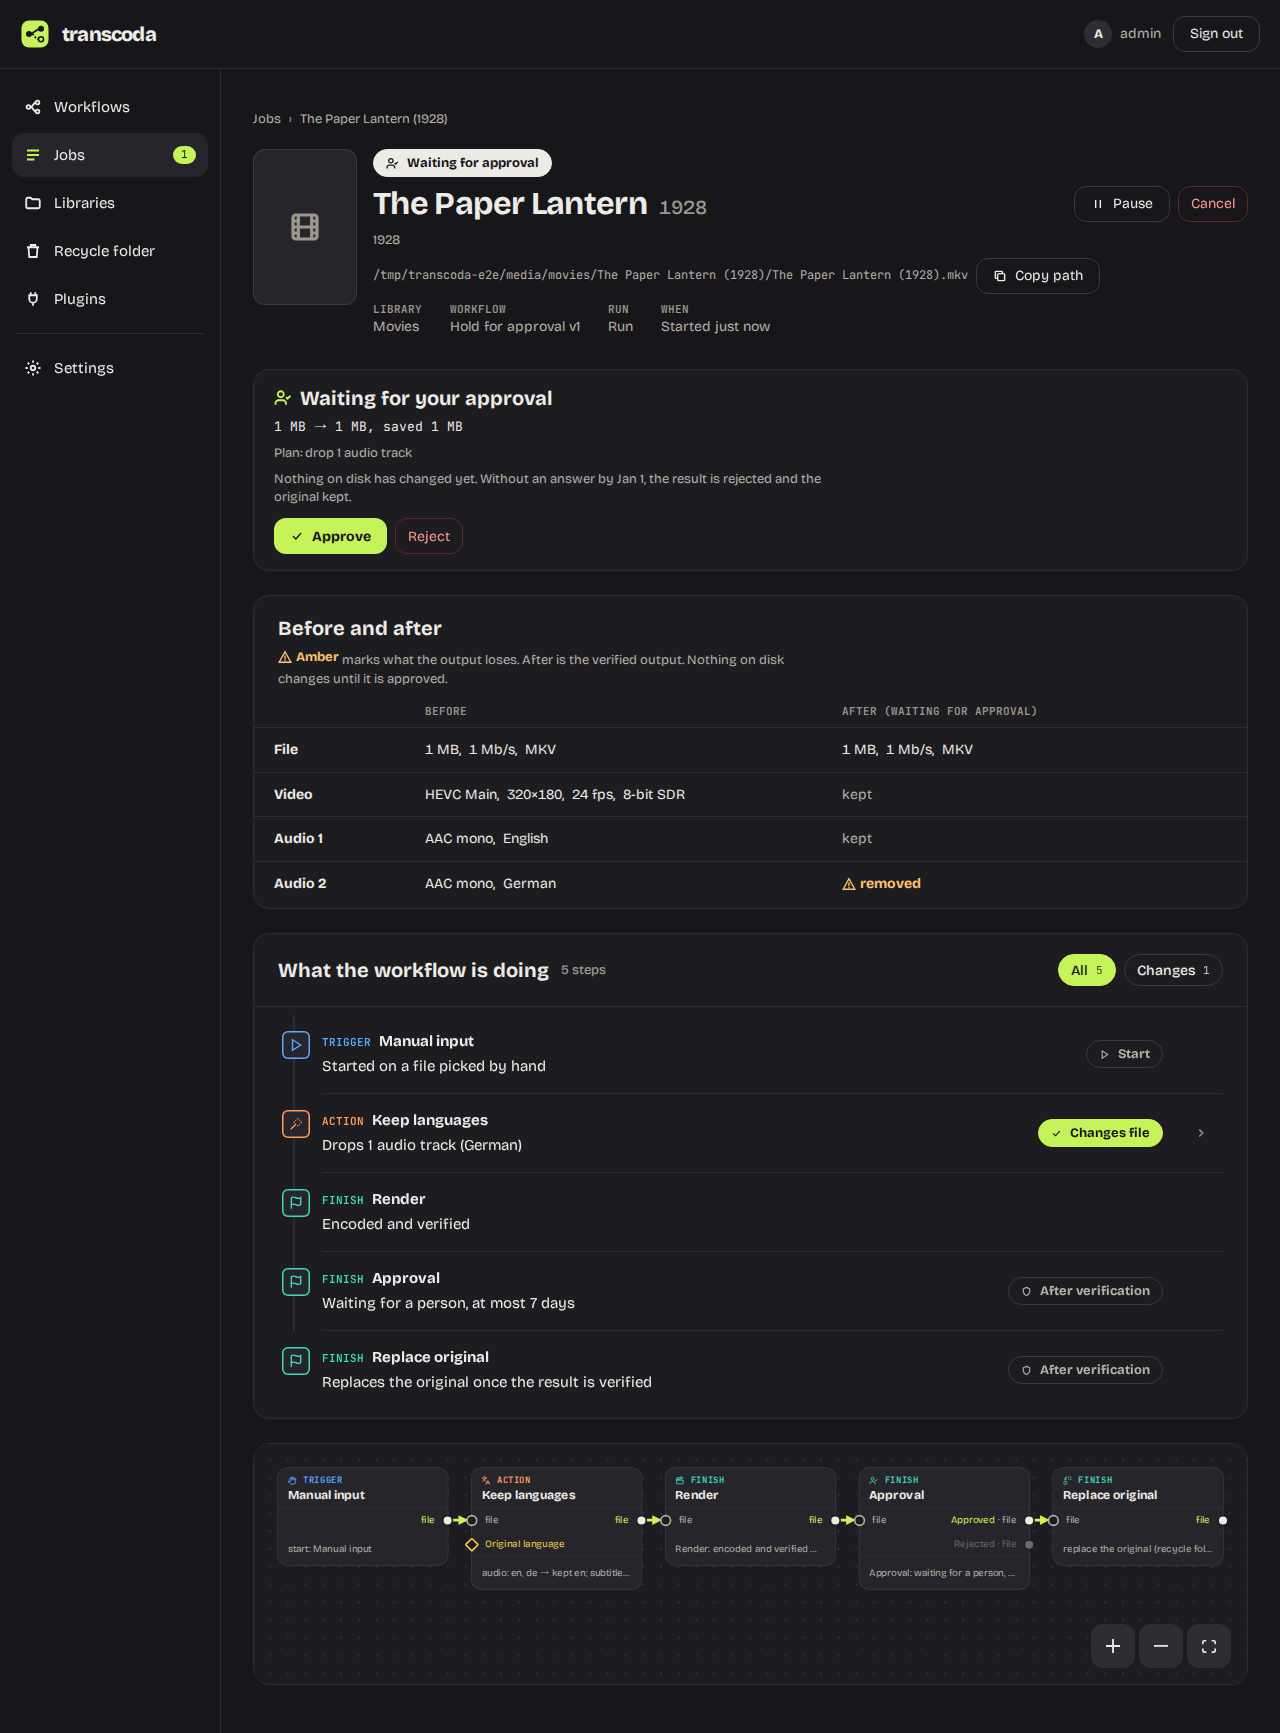 transcoda
A admin Sign out
Workflows
Jobs 1
Libraries
Recycle folder
Plugins
Settings
Jobs › The Paper Lantern (1928)
Waiting for approval
The Paper Lantern 1928
Pause Cancel
1928
/tmp/transcoda-e2e/media/movies/The Paper Lantern (1928)/The Paper Lantern (1928).mkv Copy path
LIBRARY WORKFLOW RUN WHEN
Movies Hold for approval v1 Run Started just now
Waiting for your approval
1 MB → 1 MB, saved 1 MB
Plan: drop 1 audio track
Nothing on disk has changed yet. Without an answer by Jan 1, the result is rejected and the
original kept.
Approve Reject
Before and after
Amber marks what the output loses. After is the verified output. Nothing on disk
changes until it is approved.
BEFORE AFTER (WAITING FOR APPROVAL)
File 1 MB, 1 Mb/s, MKV 1 MB, 1 Mb/s, MKV
Video HEVC Main, 320×180, 24 fps, 8-bit SDR kept
Audio 1 AAC mono, English kept
Audio 2 AAC mono, German removed
What the workflow is doing 5 steps All 5 Changes 1
TRIGGER Manual input
Started on a file picked by hand
Start
ACTION Keep languages
Drops 1 audio track (German)
Changes file
FINISH Render
Encoded and verified
FINISH Approval
Waiting for a person, at most 7 days
After verification
FINISH Replace original
Replaces the original once the result is verified
After verification
TRIGGER
Manual input
file
start: Manual input
ACTION
Keep languages
file file
Original language
audio: en, de → kept en; subtitle...
FINISH
Render
file file
Render: encoded and verified ...
FINISH
Approval
file Approved · file
Rejected · file
Approval: waiting for a person, ...
FINISH
Replace original
file file
replace the original (recycle fol...